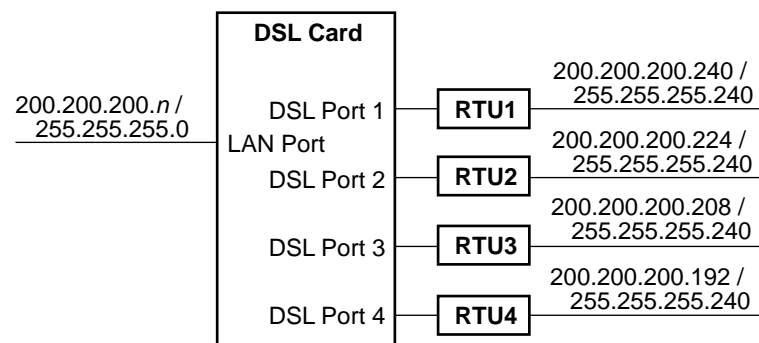 DSL Card
200.200.200.n /
255.255.255.0
LAN Port
DSL Port 1
RTU1
200.200.200.240 /
255.255.255.240
DSL Port 2
RTU2
200.200.200.224 /
255.255.255.240
DSL Port 3
RTU3
200.200.200.208 /
255.255.255.240
DSL Port 4
RTU4
200.200.200.192 /
255.255.255.240